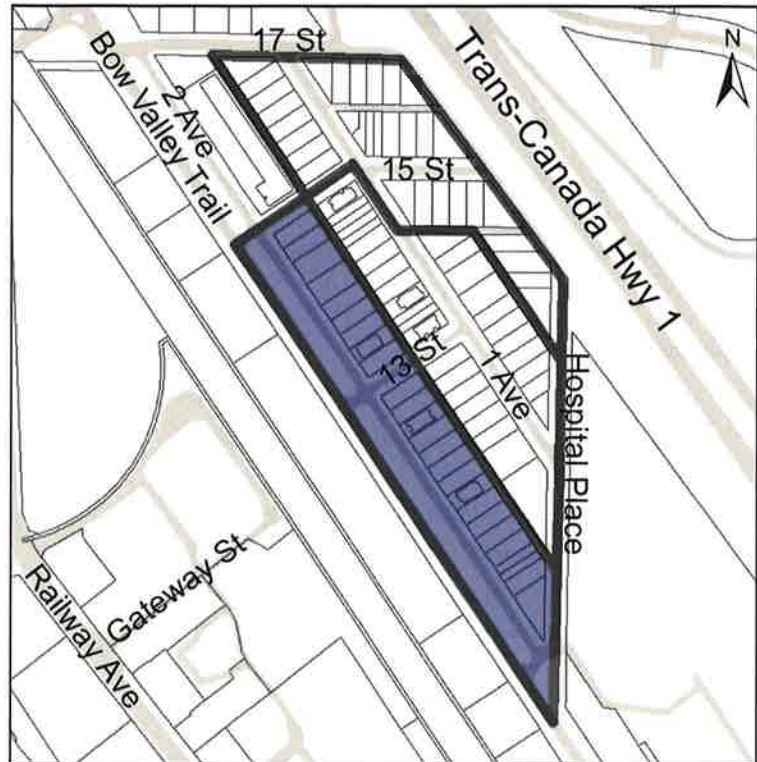 17 St
N
Bow Valley Trail
2 Ave
Trans-Canada Hwy 1
15 St
13 St
1 Ave
Hospital Place
Gateway St
Railway Ave